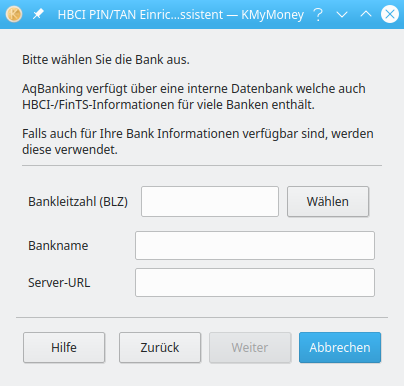 HBCI PIN/TAN Einric...ssistent — KMyMoney
Bitte wählen Sie die Bank aus.
AqBanking verfügt über eine interne Datenbank welche auch
HBCI-/FinTS-Informationen für viele Banken enthält.
Falls auch für Ihre Bank Informationen verfügbar sind, werden
diese verwendet.
Bankleitzahl (BLZ) Wählen
Bankname
Server-URL
Hilfe Zurück Weiter Abbrechen